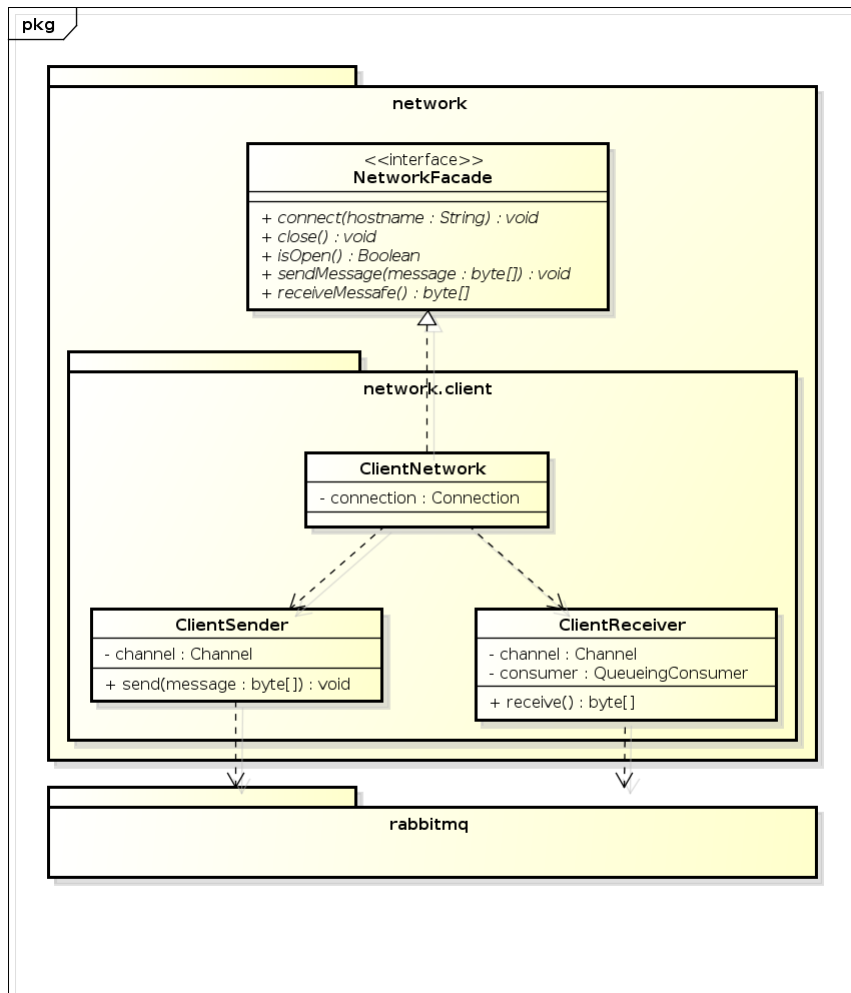 pkg
network
<<interface>>
NetworkFacade
+ connect(hostname : String) : void
+ close() : void
+ isOpen() : Boolean
+ sendMessage(message : byte[]) : void
+ receiveMessafe() : byte[]
network.client
ClientNetwork
- connection : Connection
ClientSender
- channel : Channel
+ send(message : byte[]) : void
ClientReceiver
- channel : Channel
- consumer : QueueingConsumer
+ receive() : byte[]
rabbitmq